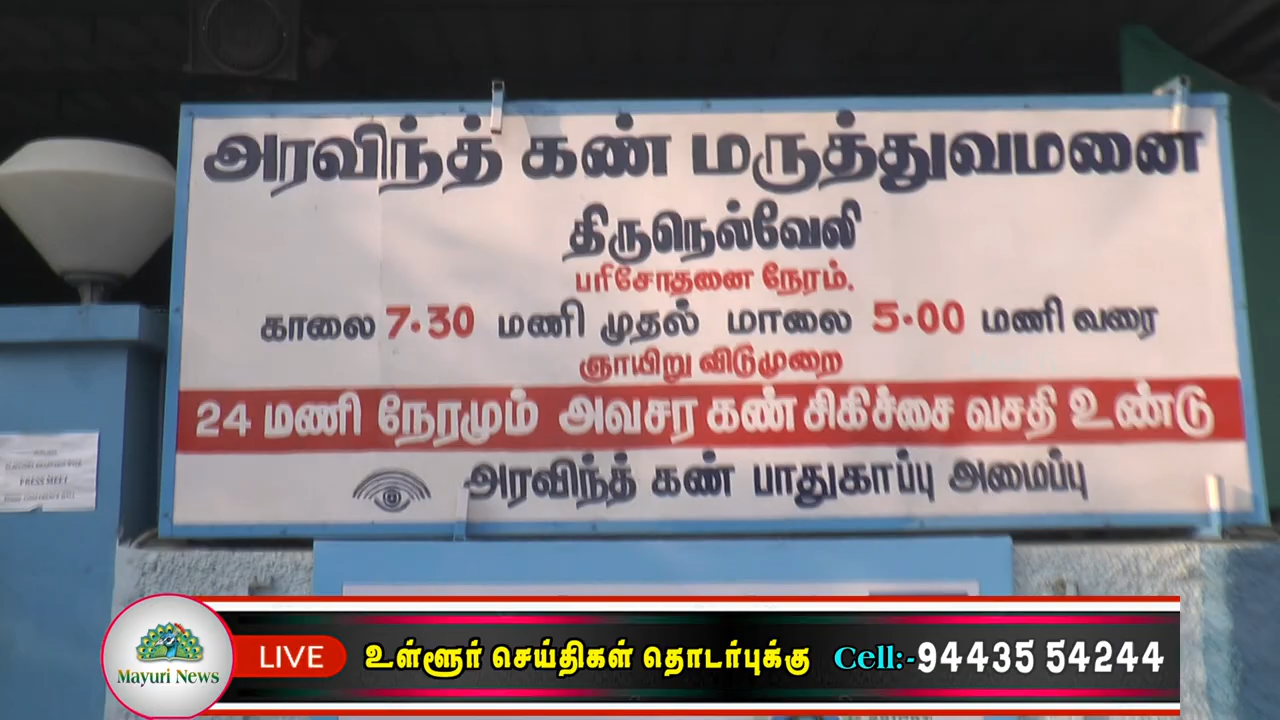 அரவிந்த் கண் மருத்துவமனை
திருநெல்வேலி
பரிசோதனை நேரம்.
காலை 7.30 மணி முதல் மாலை 5.00 மணி வரை
ஞாயிறு விடுமுறை
24 மணி நேரமும் அவசர கண் சிகிச்சை வசதி உண்டு
அரவிந்த் கண் பாதுகாப்பு அமைப்பு
PRESS MEET
Mayuri News
LIVE உள்ளூர் செய்திகள் தொடர்புக்கு Cell:-94435 54244